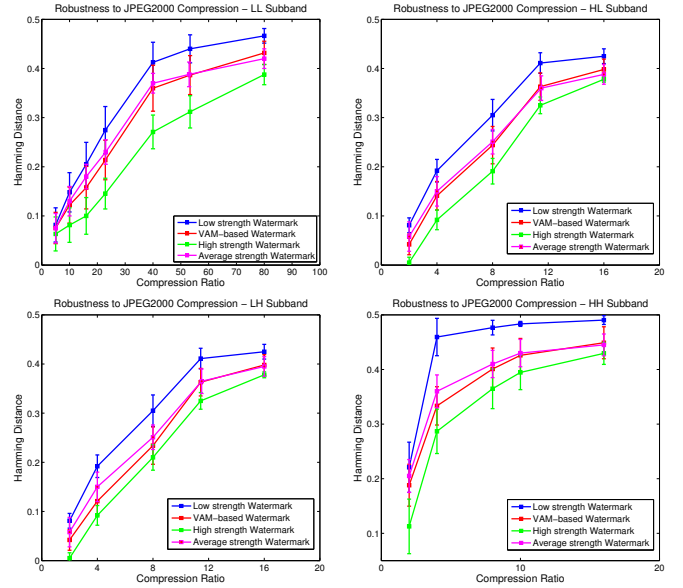 Robustness to JPEG2000 Compression – LL Subband
Hamming Distance
0.5
0.4
0.3
0.2
0.1
0
0 10 20 30 40 50 60 70 80 90 100
Compression Ratio
Low strength Watermark
VAM-based Watermark
High strength Watermark
Average strength Watermark
Robustness to JPEG2000 Compression – HL Subband
Hamming Distance
0.5
0.4
0.3
0.2
0.1
0
0 4 8 12 16 20
Compression Ratio
Low strength Watermark
VAM-based Watermark
High strength Watermark
Average strength Watermark
Robustness to JPEG2000 Compression – LH Subband
Hamming Distance
0.5
0.4
0.3
0.2
0.1
0
0 4 8 12 16 20
Compression Ratio
Low strength Watermark
VAM-based Watermark
High strength Watermark
Average strength Watermark
Robustness to JPEG2000 Compression – HH Subband
Hamming Distance
0.5
0.4
0.3
0.2
0.1
0 5 10 15 20
Compression Ratio
Low strength Watermark
VAM-based Watermark
High strength Watermark
Average strength Watermark